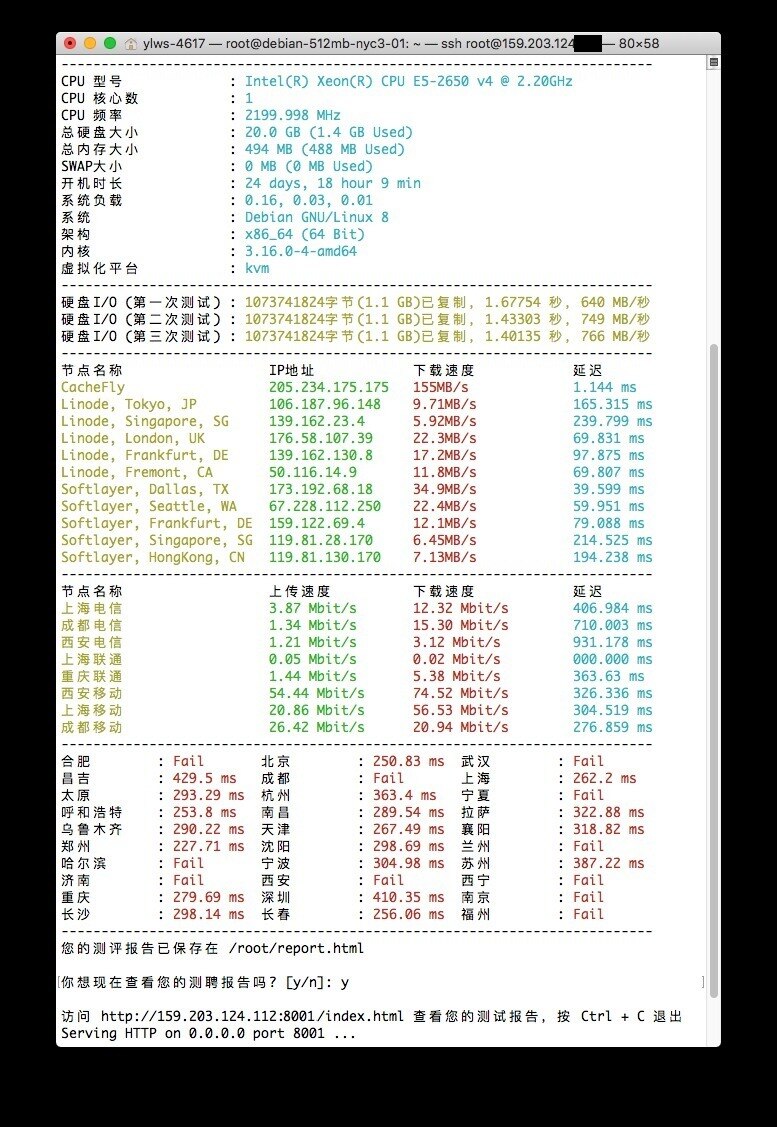 ylws-4617 — root@debian-512mb-nyc3-01: ~ — ssh root@159.203.124 — 80×58
CPU 型号 : Intel(R) Xeon(R) CPU E5-2650 v4 @ 2.20GHz
CPU 核心数 : 1
CPU 频率 : 2199.998 MHz
总硬盘大小 : 20.0 GB (1.4 GB Used)
总内存大小 : 494 MB (488 MB Used)
SWAP大小 : 0 MB (0 MB Used)
开机时长 : 24 days, 18 hour 9 min
系统负载 : 0.16, 0.03, 0.01
系统 : Debian GNU/Linux 8
架构 : x86_64 (64 Bit)
内核 : 3.16.0-4-amd64
虚拟化平台 : kvm
硬盘I/O (第一次测试) : 1073741824字节(1.1 GB)已复制, 1.67754 秒, 640 MB/秒
硬盘I/O (第二次测试) : 1073741824字节(1.1 GB)已复制, 1.43303 秒, 749 MB/秒
硬盘I/O (第三次测试) : 1073741824字节(1.1 GB)已复制, 1.40135 秒, 766 MB/秒
节点名称 IP地址 下载速度 延迟
CacheFly 205.234.175.175 155MB/s 1.144 ms
Linode, Tokyo, JP 106.187.96.148 9.71MB/s 165.315 ms
Linode, Singapore, SG 139.162.23.4 5.92MB/s 239.799 ms
Linode, London, UK 176.58.107.39 22.3MB/s 69.831 ms
Linode, Frankfurt, DE 139.162.130.8 17.2MB/s 97.875 ms
Linode, Fremont, CA 50.116.14.9 11.8MB/s 69.807 ms
Softlayer, Dallas, TX 173.192.68.18 34.9MB/s 39.599 ms
Softlayer, Seattle, WA 67.228.112.250 22.4MB/s 59.951 ms
Softlayer, Frankfurt, DE 159.122.69.4 12.1MB/s 79.088 ms
Softlayer, Singapore, SG 119.81.28.170 6.45MB/s 214.525 ms
Softlayer, HongKong, CN 119.81.130.170 7.13MB/s 194.238 ms
节点名称 上传速度 下载速度 延迟
上海电信 3.87 Mbit/s 12.32 Mbit/s 406.984 ms
成都电信 1.34 Mbit/s 15.30 Mbit/s 710.003 ms
西安电信 1.21 Mbit/s 3.12 Mbit/s 931.178 ms
上海联通 0.05 Mbit/s 0.02 Mbit/s 000.000 ms
重庆联通 1.44 Mbit/s 5.38 Mbit/s 363.63 ms
西安移动 54.44 Mbit/s 74.52 Mbit/s 326.336 ms
上海移动 20.86 Mbit/s 56.53 Mbit/s 304.519 ms
成都移动 26.42 Mbit/s 20.94 Mbit/s 276.859 ms
合肥 : Fail 北京 : 250.83 ms 武汉 : Fail
昌吉 : 429.5 ms 成都 : Fail 上海 : 262.2 ms
太原 : 293.29 ms 杭州 : 363.4 ms 宁夏 : Fail
呼和浩特 : 253.8 ms 南昌 : 289.54 ms 拉萨 : 322.88 ms
乌鲁木齐 : 290.22 ms 天津 : 267.49 ms 襄阳 : 318.82 ms
郑州 : 227.71 ms 沈阳 : 298.69 ms 兰州 : Fail
哈尔滨 : Fail 宁波 : 304.98 ms 苏州 : 387.22 ms
济南 : Fail 西安 : Fail 西宁 : Fail
重庆 : 279.69 ms 深圳 : 410.35 ms 南京 : Fail
长沙 : 298.14 ms 长春 : 256.06 ms 福州 : Fail
您的测评报告已保存在 /root/report.html
你想现在查看您的测聘报告吗? [y/n]: y
访问 http://159.203.124.112:8001/index.html 查看您的测试报告, 按 Ctrl + C 退出
Serving HTTP on 0.0.0.0 port 8001 ...